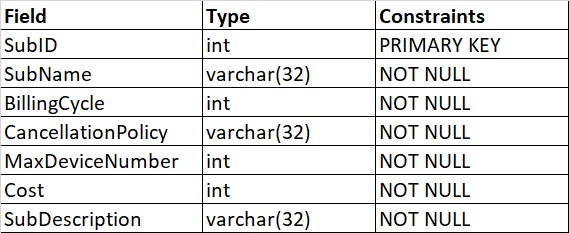 Field Type Constraints
SubID int PRIMARY KEY
SubName varchar(32) NOT NULL
BillingCycle int NOT NULL
CancellationPolicy varchar(32) NOT NULL
MaxDeviceNumber int NOT NULL
Cost int NOT NULL
SubDescription varchar(32) NOT NULL